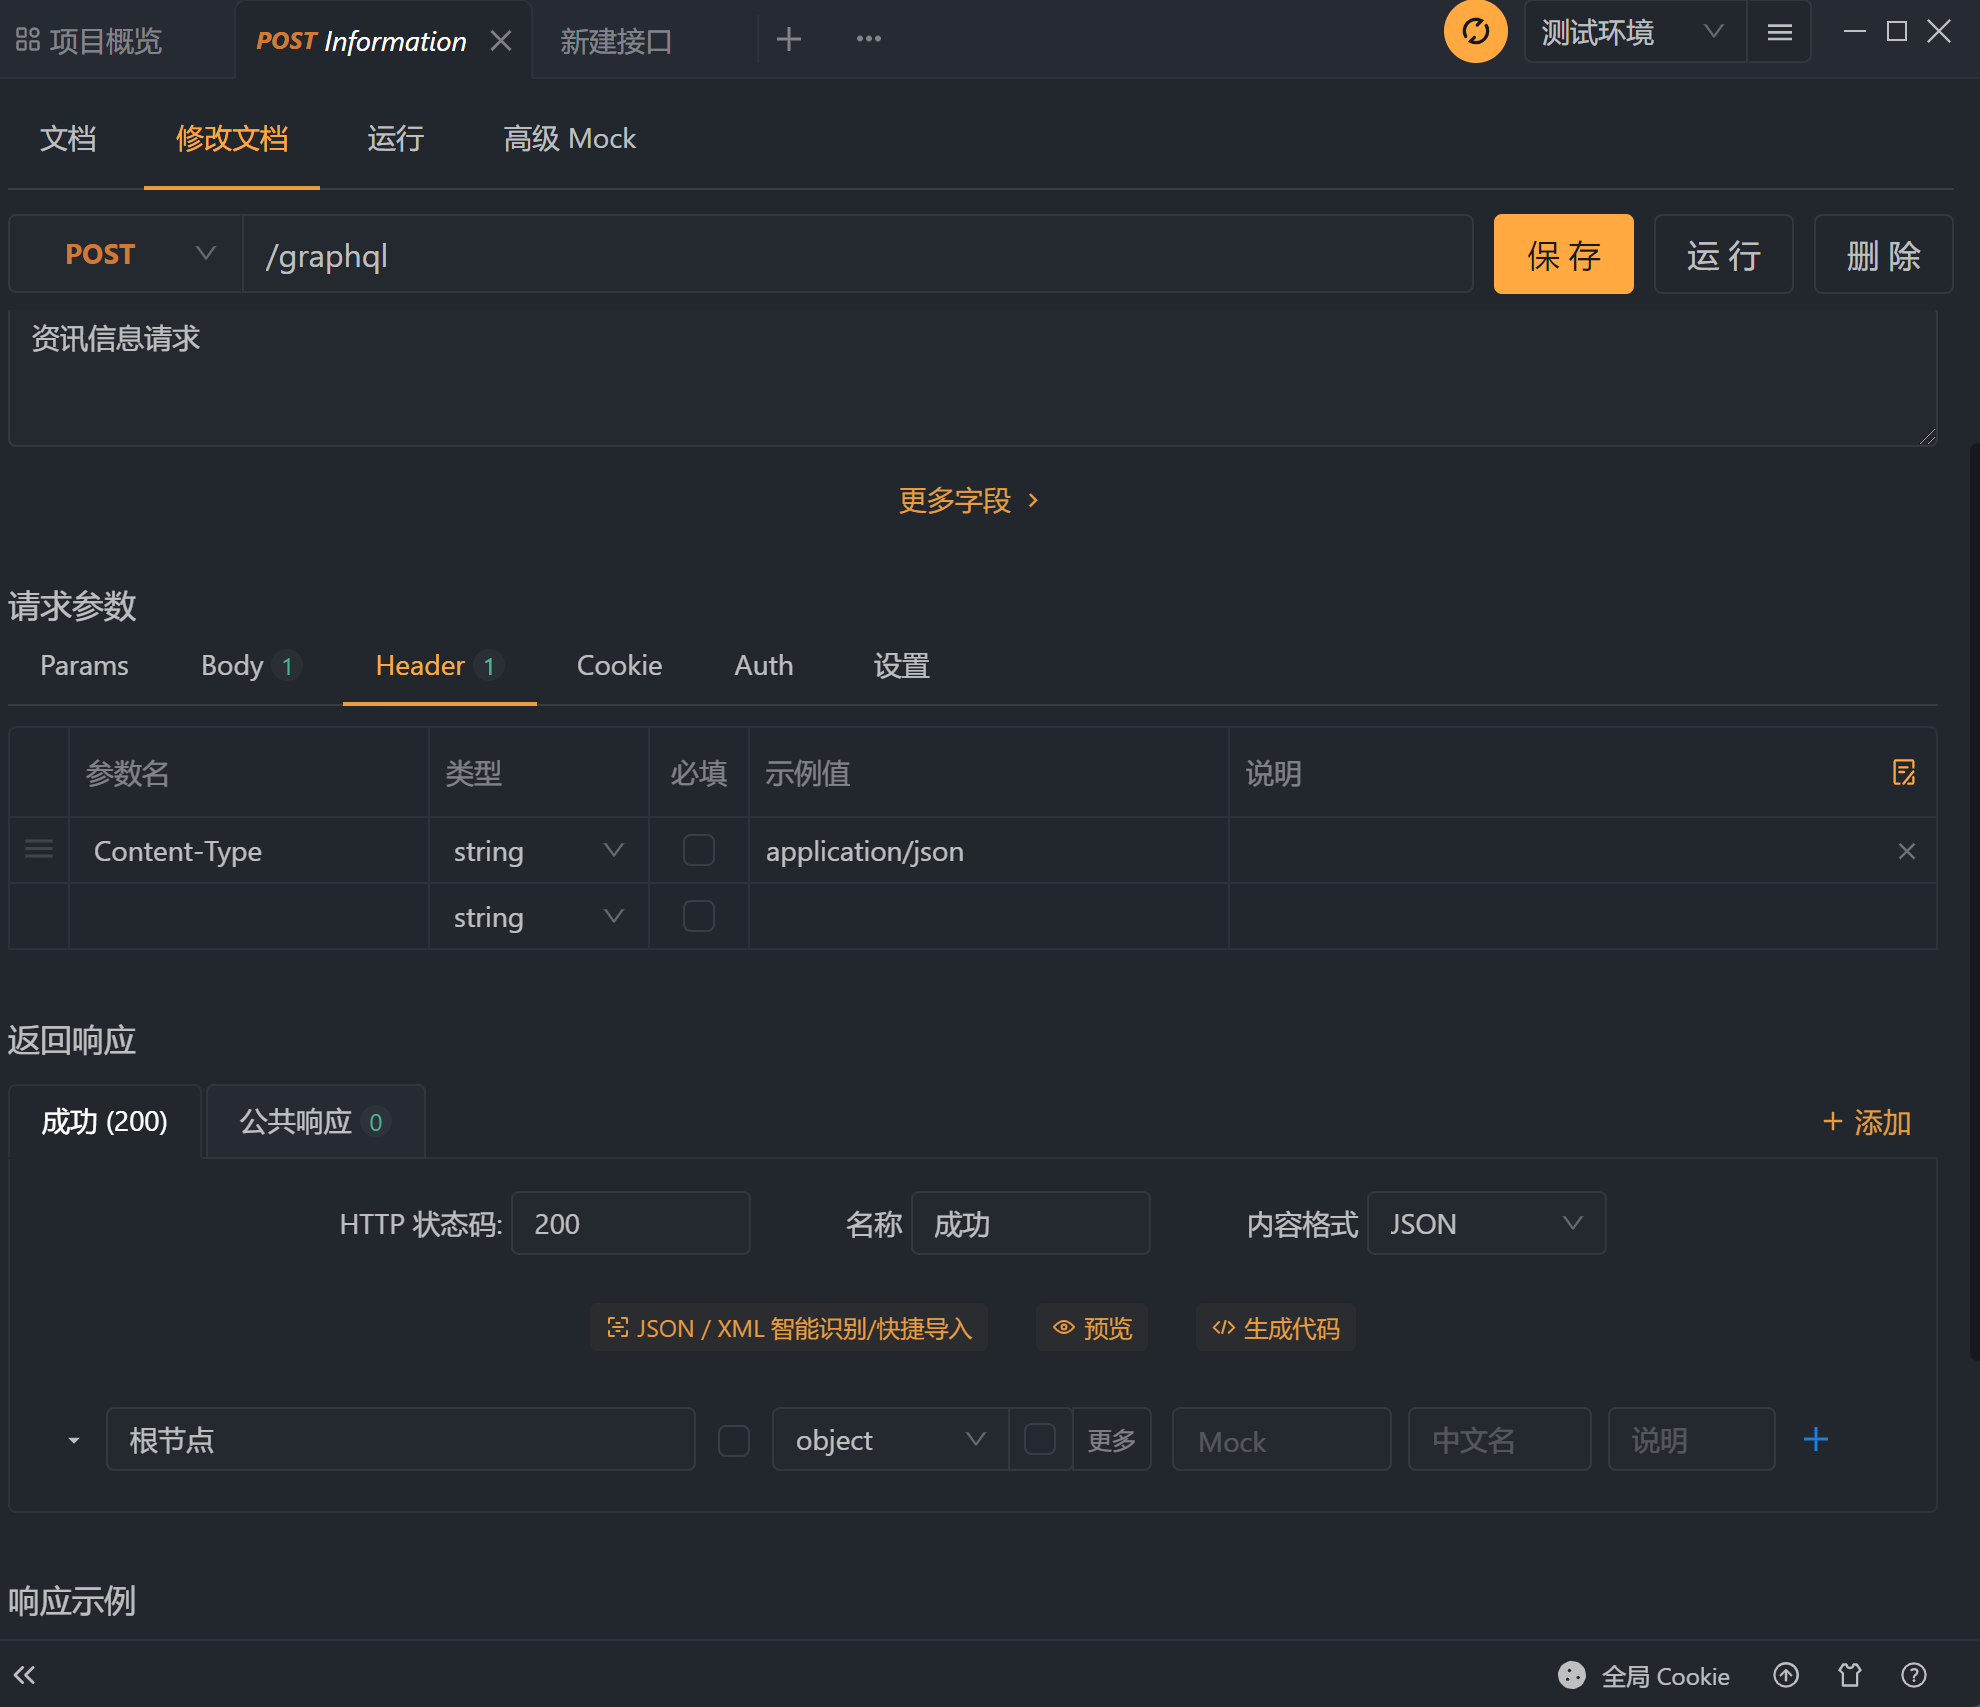 项目概览 POST Information 新建接口 测试环境
文档 修改文档 运行 高级 Mock
POST /graphql 保存 运行 删除
资讯信息请求
更多字段
请求参数
Params Body 1 Header 1 Cookie Auth 设置
参数名 类型 必填 示例值 说明
Content-Type string application/json
string
返回响应
成功 (200) 公共响应 0 + 添加
HTTP 状态码: 200 名称 成功 内容格式 JSON
JSON / XML 智能识别/快捷导入 预览 生成代码
根节点 object 更多 Mock 中文名 说明
响应示例
全局 Cookie